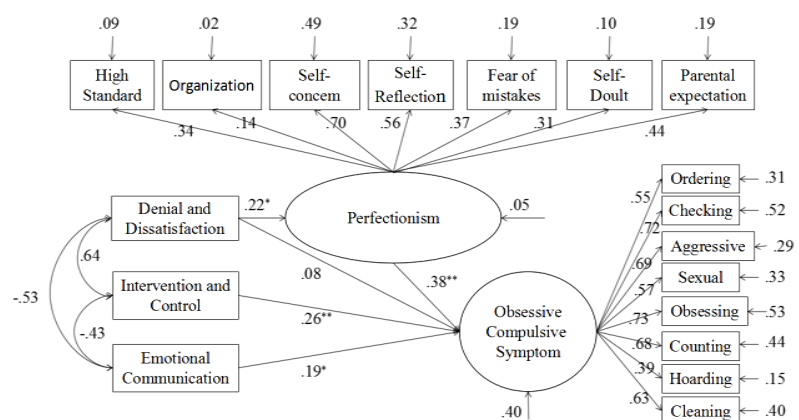 .09
.02
.49
.32
.19
.10
.19
High
Standard
Organization
Self-
concem
Self-
Reflection
Fear of
mistakes
Self-
Doult
Parental
expectation
.34
.14
.70
.56
.37
.31
.44
Denial and
Dissatisfaction
.22*
Perfectionism
.05
.64
.08
.38**
-.53
Intervention and
Control
.26**
-.43
Emotional
Communication
.19*
Obsessive
Compulsive
Symptom
.40
.55
.72
.69
.57
.73
.68
.39
.63
Ordering
.31
Checking
.52
Aggressive
.29
Sexual
.33
Obsessing
.53
Counting
.44
Hoarding
.15
Cleaning
.40